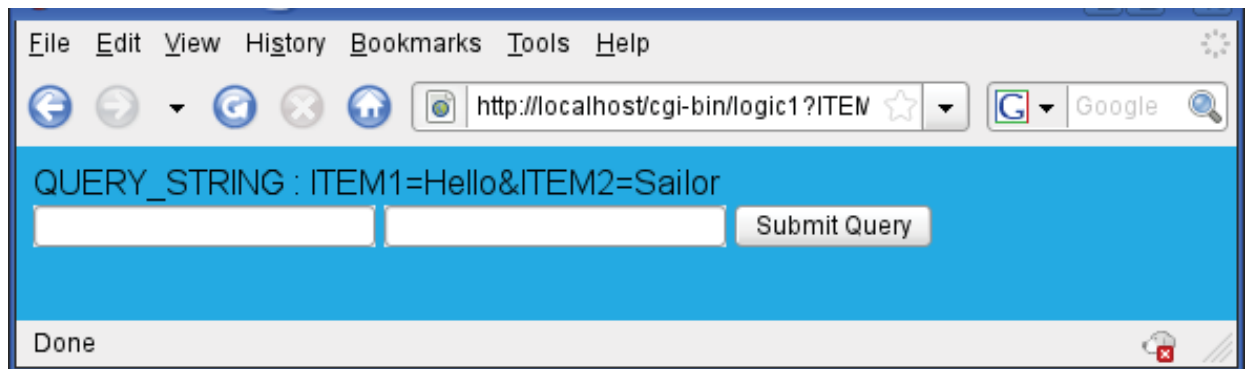 File Edit View History Bookmarks Tools Help
http://localhost/cgi-bin/logic1?ITEM G Google
QUERY_STRING : ITEM1=Hello&ITEM2=Sailor
Submit Query
Done